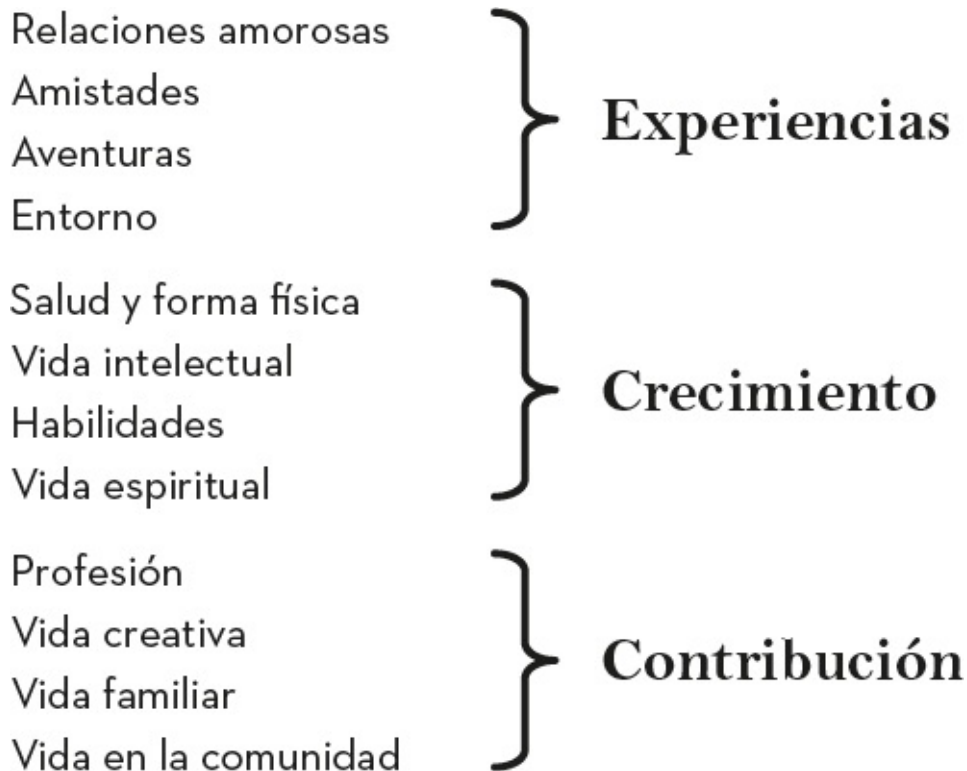 Relaciones amorosas
Amistades
Aventuras
Entorno
Experiencias
Salud y forma física
Vida intelectual
Habilidades
Vida espiritual
Crecimiento
Profesión
Vida creativa
Vida familiar
Vida en la comunidad
Contribución